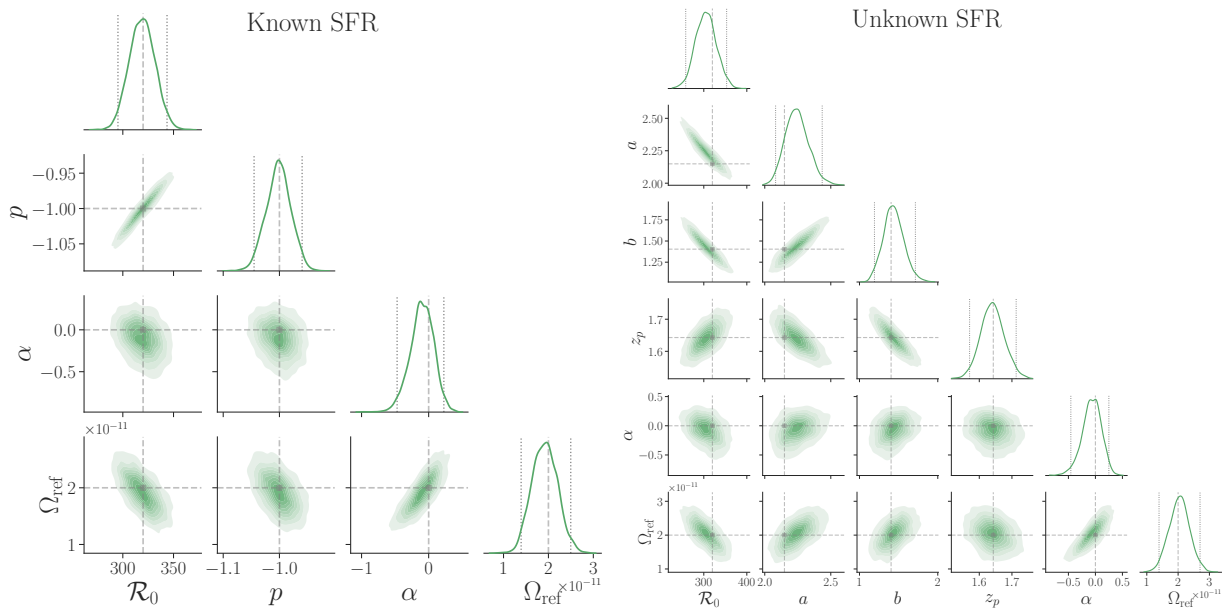 Known SFR
p
−0.95
−1.00
−1.05
α
0.0
−0.5
×10⁻¹¹
Ω_ref
2
1
300 350
−1.1 −1.0
−1 0
1 2 3
×10⁻¹¹
ℛ₀ p α Ω_ref
Unknown SFR
a
2.50
2.25
2.00
b
1.75
1.50
1.25
z_p
1.7
1.6
α
0.5
0.0
−0.5
×10⁻¹¹
Ω_ref
3
2
1
300 400
2.0 2.5
1 2
1.6 1.7
−0.5 0.0 0.5
1 2 3
×10⁻¹¹
ℛ₀ a b z_p α Ω_ref